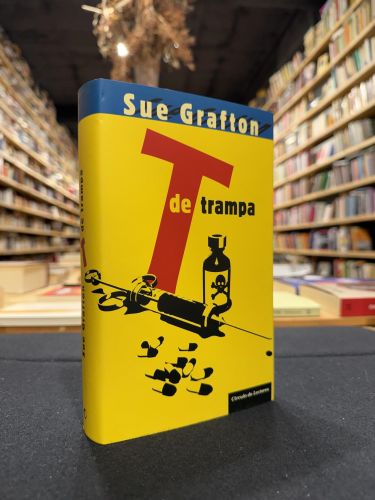 Sue Grafton
T
de trampa
Círculo de Lectores